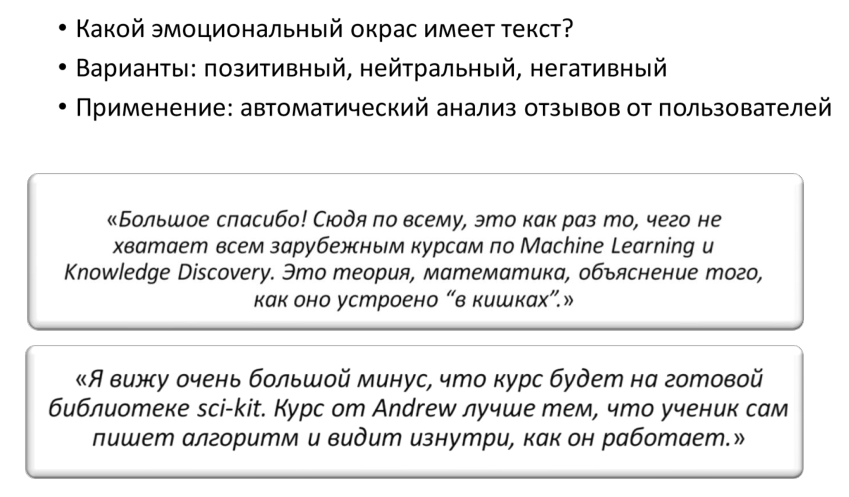 • Какой эмоциональный окрас имеет текст?
• Варианты: позитивный, нейтральный, негативный
• Применение: автоматический анализ отзывов от пользователей
«Большое спасибо! Сюдя по всему, это как раз то, чего не
хватает всем зарубежным курсам по Machine Learning и
Knowledge Discovery. Это теория, математика, объяснение того,
как оно устроено “в кишках”.»
«Я вижу очень большой минус, что курс будет на готовой
библиотеке sci-kit. Курс от Andrew лучше тем, что ученик сам
пишет алгоритм и видит изнутри, как он работает.»